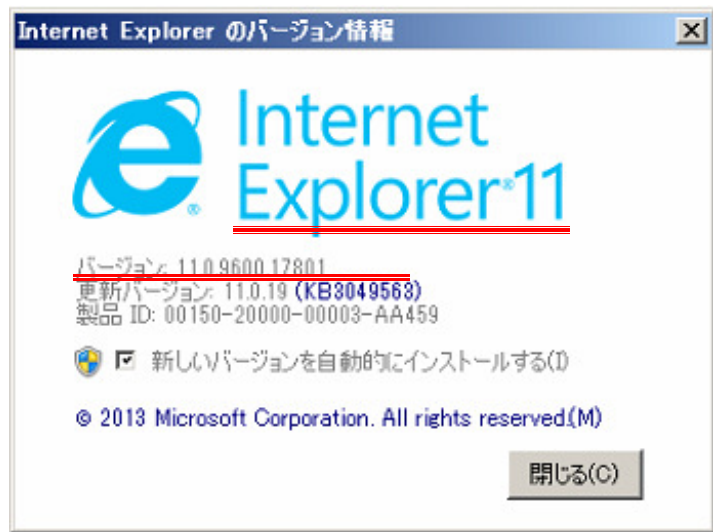 Internet Explorer のバージョン情報
Internet
Explorer®11
バージョン: 11.0.9600.17801
更新バージョン: 11.0.19 (KB3049563)
製品 ID: 00150-20000-00003-AA459
新しいバージョンを自動的にインストールする(I)
© 2013 Microsoft Corporation. All rights reserved.(M)
閉じる(C)